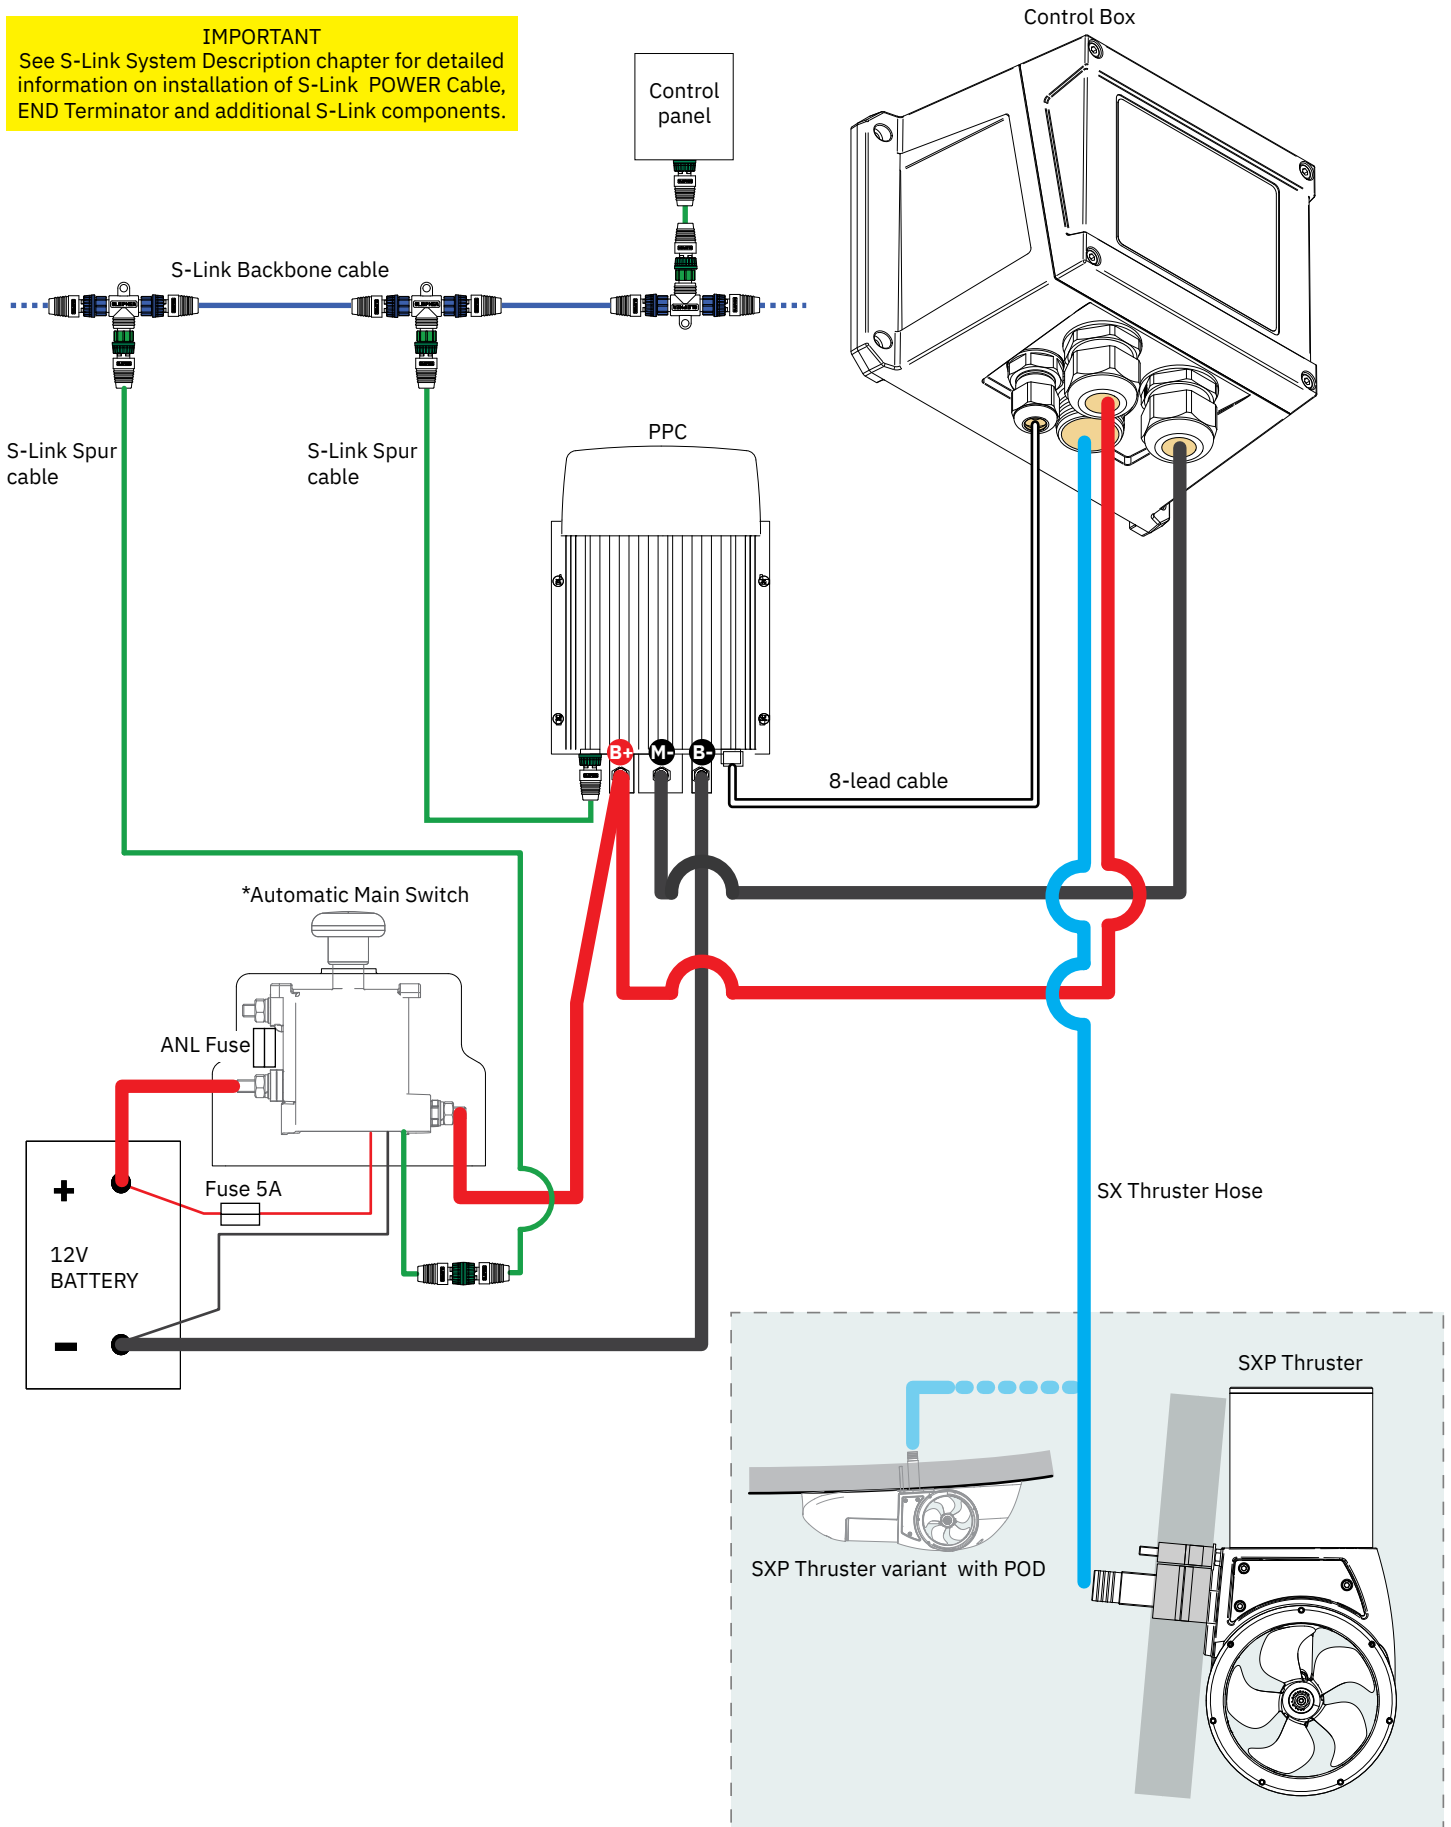 Control Box
IMPORTANT
See S-Link System Description chapter for detailed
information on installation of S-Link POWER Cable,
END Terminator and additional S-Link components.
Control
panel
S-Link Backbone cable
S-Link Spur
cable
S-Link Spur
cable
PPC
B+
M-
B-
8-lead cable
*Automatic Main Switch
ANL Fuse
Fuse 5A
+
12V
BATTERY
-
SX Thruster Hose
SXP Thruster
SXP Thruster variant with POD